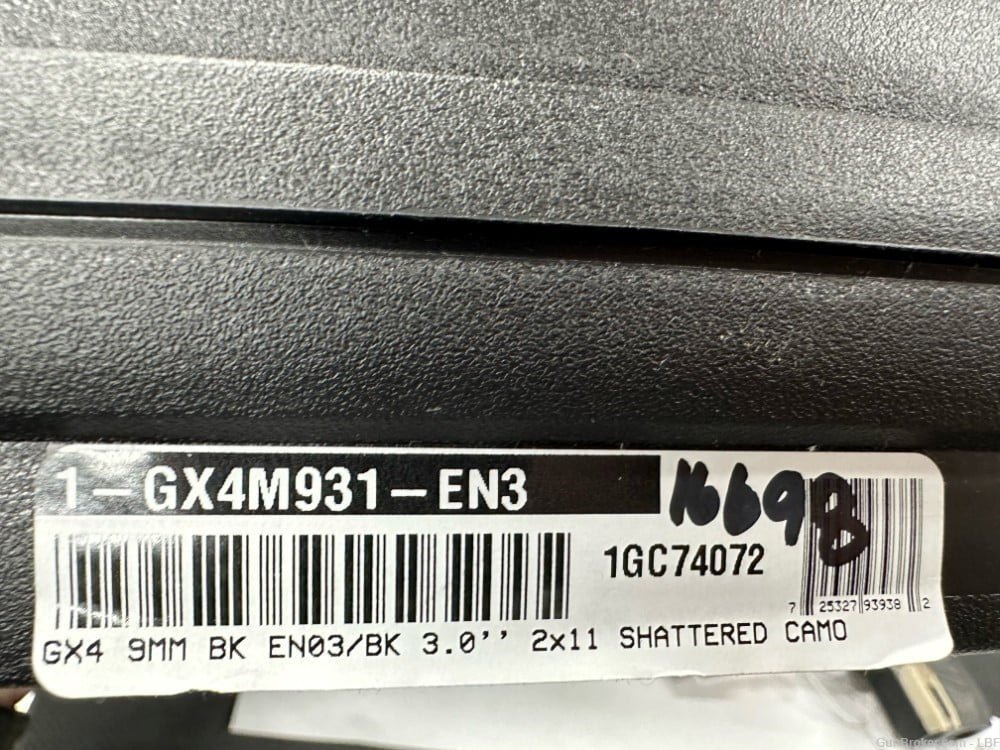 1-GX4M931-EN3
16698
1GC74072
7 25327 93938 2
GX4 9MM BK EN03/BK 3.0'' 2x11 SHATTERED CAMO
GunBroker.com - LBF